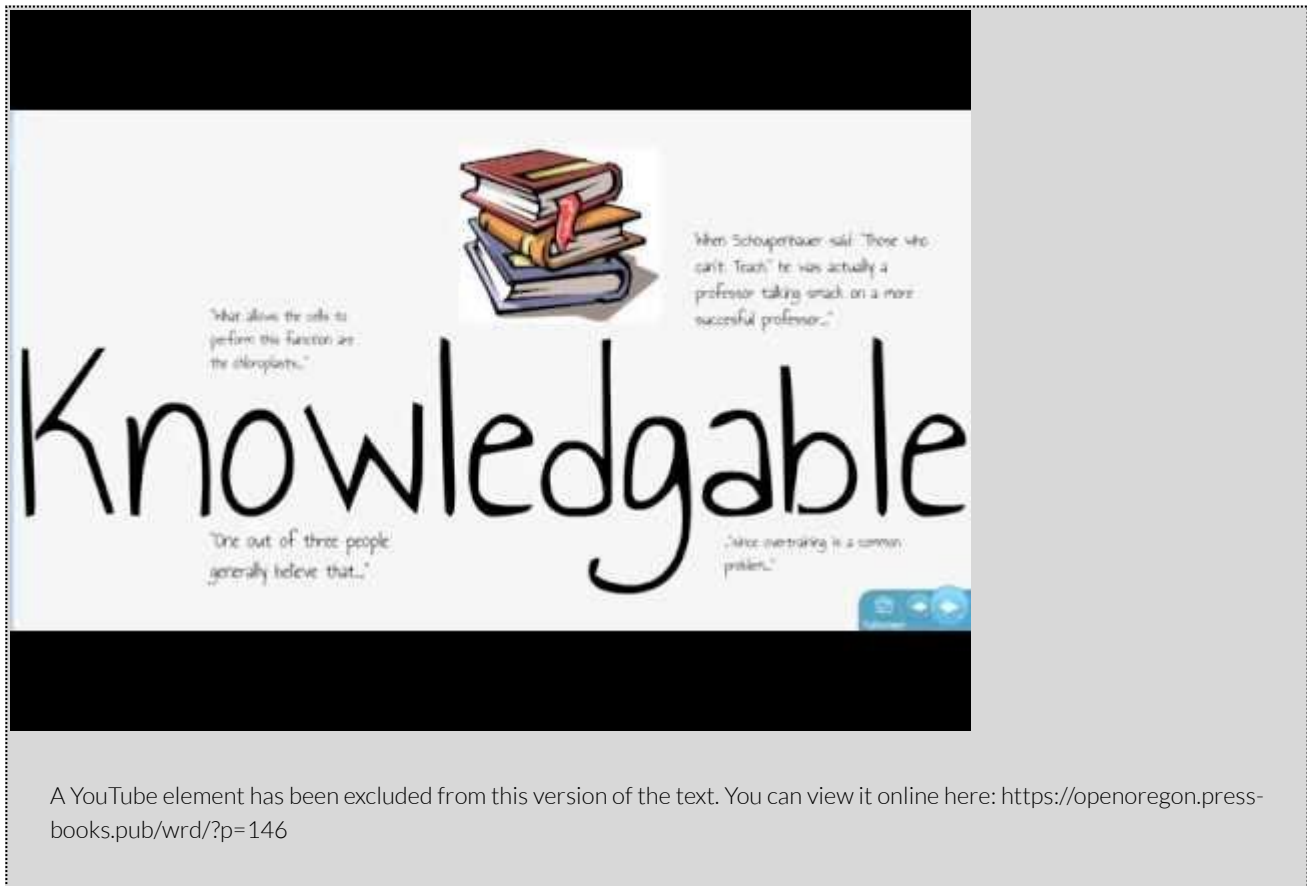 "What allows the cells to
perform this function are
the chloroplasts..."
When Schoupenbauer said "Those who
can't. Teach" he was actually a
professor talking smack on a more
succesful professor..."
Knowledgable
"One out of three people
generally believe that..."
..."since overtraining is a common
problem..."
A YouTube element has been excluded from this version of the text. You can view it online here: https://openoregon.press-
books.pub/wrd/?p=146